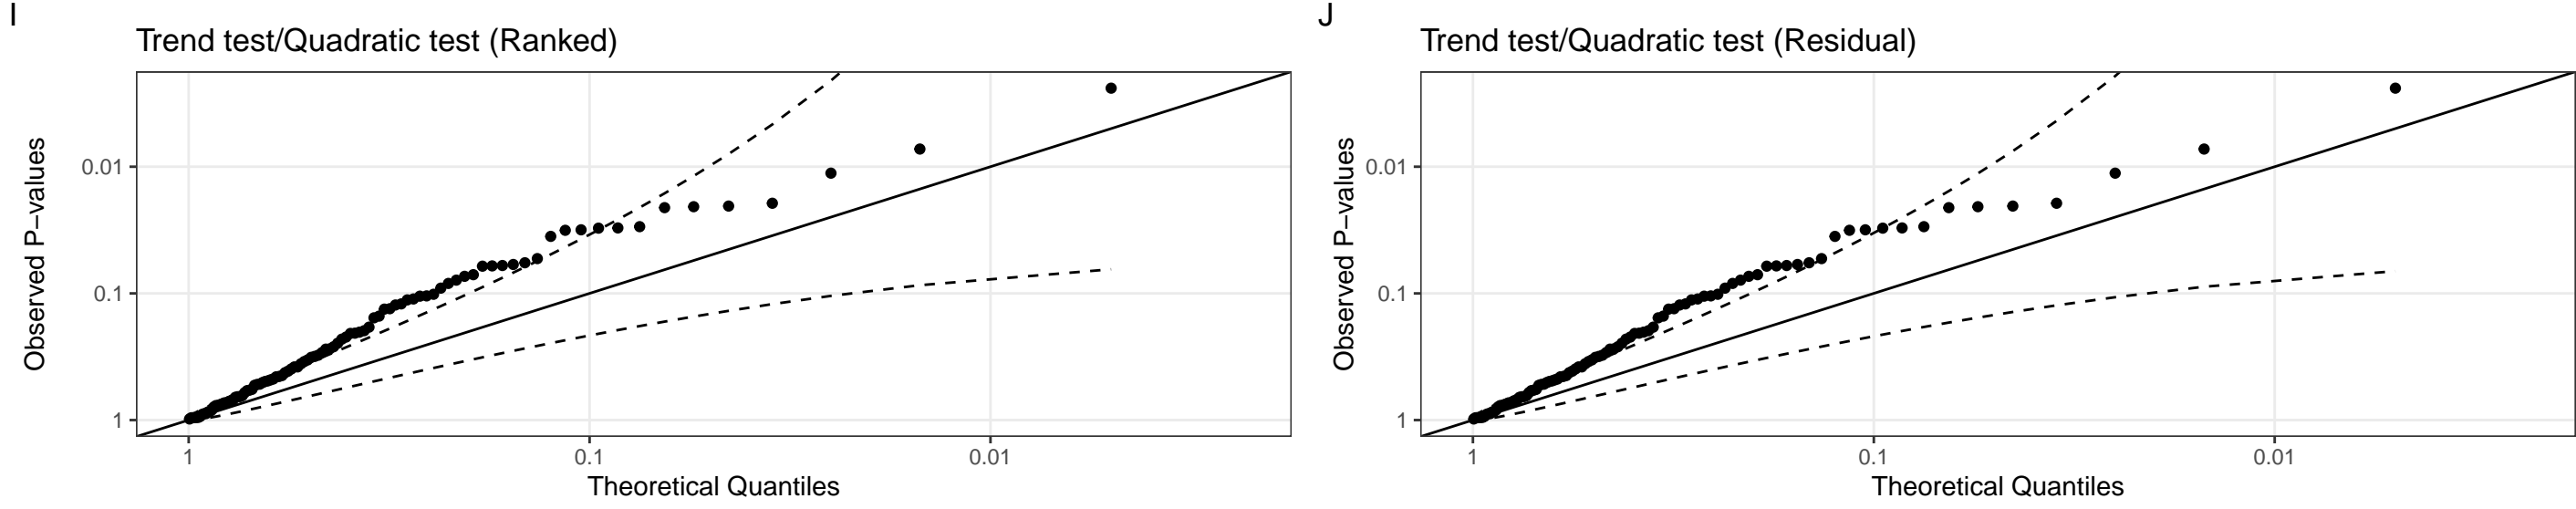 I
Trend test/Quadratic test (Ranked)
Observed P−values
0.01
0.1
1
1
0.1
0.01
Theoretical Quantiles
J
Trend test/Quadratic test (Residual)
Observed P−values
0.01
0.1
1
1
0.1
0.01
Theoretical Quantiles